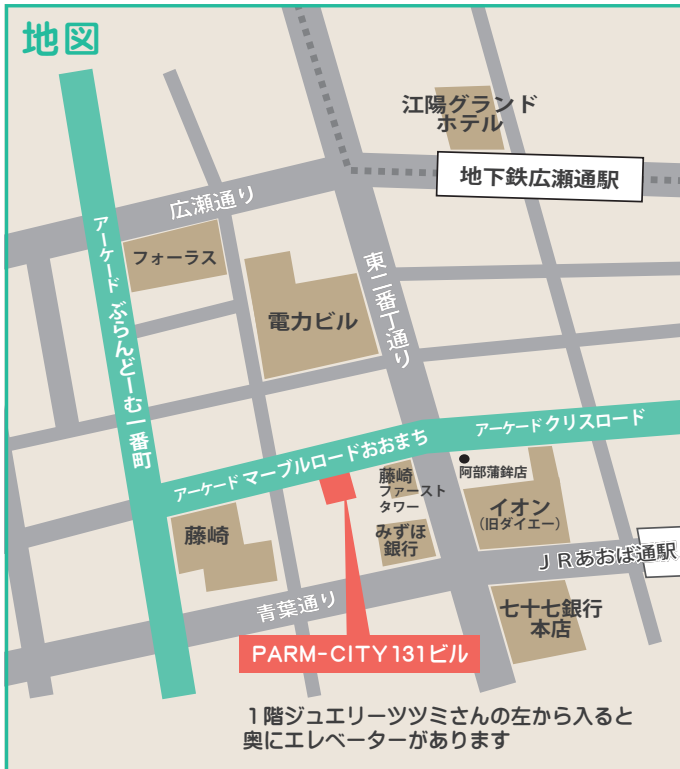 地図
江陽グランド
ホテル
地下鉄広瀬通駅
広瀬通り
アーケード ぶらんどーむ一番町
フォーラス
東二番丁通り
電力ビル
アーケード クリスロード
アーケード マーブルロードおおまち
阿部蒲鉾店
藤崎
ファースト
タワー
イオン
(旧ダイエー)
藤崎
みずほ
銀行
JRあおば通駅
青葉通り
七十七銀行
本店
PARM-CITY131ビル
1階ジュエリーツツミさんの左から入ると
奥にエレベーターがあります